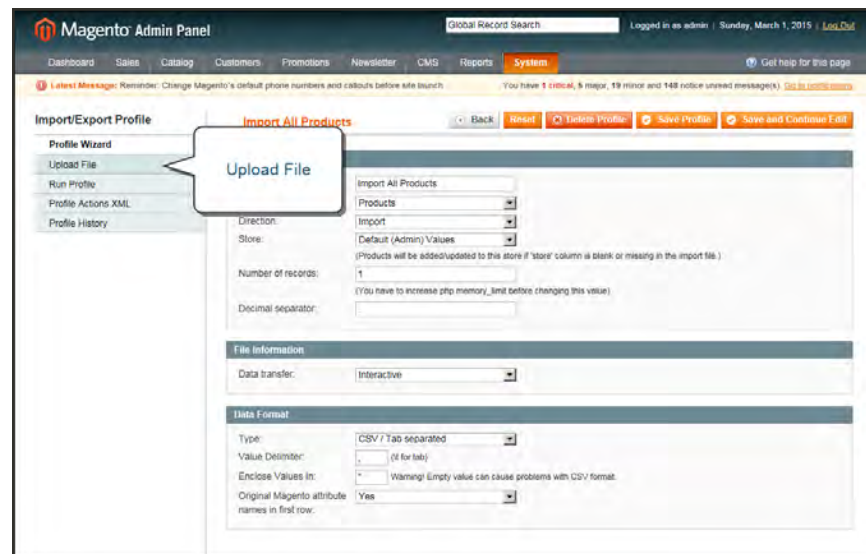 Magento Admin Panel
Global Record Search
Logged in as admin | Sunday, March 1, 2015 | Log Out
Dashboard Sales Catalog Customers Promotions Newsletter CMS Reports System
Get help for this page
Latest Message: Reminder: Change Magento's default phone numbers and callouts before site launch
You have 1 critical, 5 major, 19 minor and 148 notice unread message(s). Go to notifications
Import/Export Profile
Profile Wizard
Upload File
Run Profile
Profile Actions XML
Profile History
Import All Products
Back Reset Delete Profile Save Profile Save and Continue Edit
Upload File
Import All Products
Products
Direction: Import
Store: Default (Admin) Values
(Products will be added/updated to this store if 'store' column is blank or missing in the import file.)
Number of records: 1
(You have to increase php memory_limit before changing this value)
Decimal separator:
File Information
Data transfer: Interactive
Data Format
Type: CSV / Tab separated
Value Delimiter: , (\t for tab)
Enclose Values In: " Warning! Empty value can cause problems with CSV format.
Original Magento attribute Yes
names in first row: